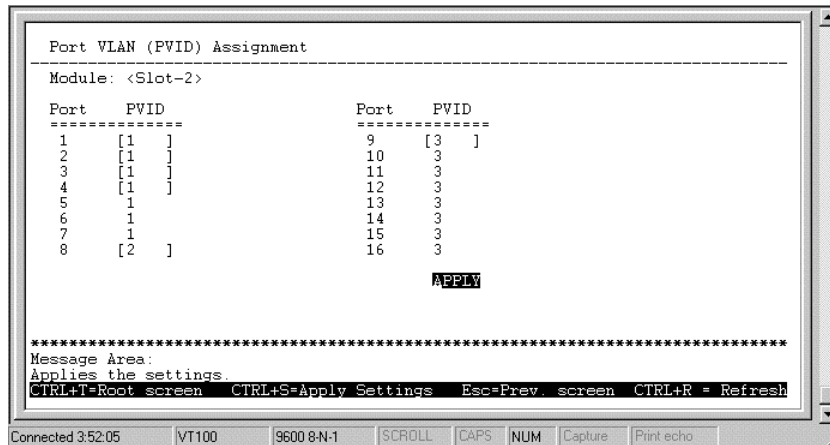 Port VLAN (PVID) Assignment
Module: <Slot-2>
Port PVID Port PVID
=============== ===============
1 [1 ] 9 [3 ]
2 [1 ] 10 3
3 [1 ] 11 3
4 [1 ] 12 3
5 1 13 3
6 1 14 3
7 1 15 3
8 [2 ] 16 3
APPLY
Message Area:
Applies the settings.
CTRL+T=Root screen CTRL+S=Apply Settings Esc=Prev. screen CTRL+R = Refresh
Connected 3:52:05 VT100 9600 8-N-1 SCROLL CAPS NUM Capture Print echo